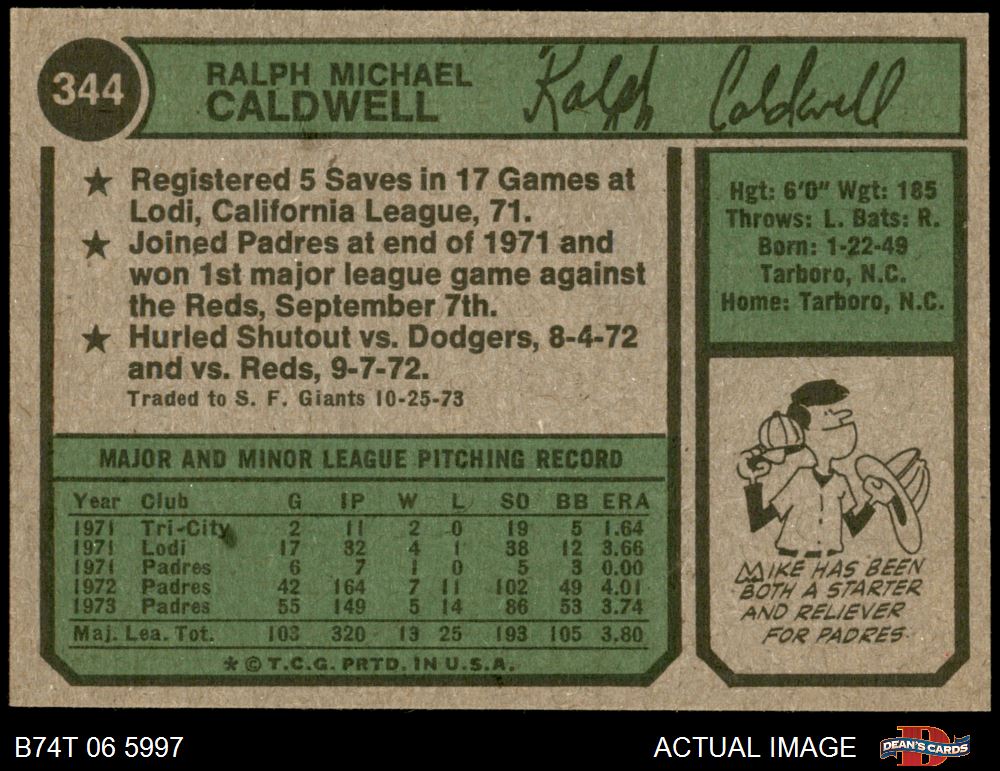 344
RALPH MICHAEL
CALDWELL
Ralph Caldwell
★ Registered 5 Saves in 17 Games at
Lodi, California League, 71.
★ Joined Padres at end of 1971 and
won 1st major league game against
the Reds, September 7th.
★ Hurled Shutout vs. Dodgers, 8-4-72
and vs. Reds, 9-7-72.
Traded to S. F. Giants 10-25-73
Hgt: 6'0" Wgt: 185
Throws: L. Bats: R.
Born: 1-22-49
Tarboro, N.C.
Home: Tarboro, N.C.
MAJOR AND MINOR LEAGUE PITCHING RECORD
Year Club G IP W L SO BB ERA
1971 Tri-City 2 11 2 0 19 5 1.64
1971 Lodi 17 32 4 1 38 12 3.66
1971 Padres 6 7 1 0 5 3 0.00
1972 Padres 42 164 7 11 102 49 4.01
1973 Padres 55 149 5 14 86 53 3.74
Maj. Lea. Tot. 103 320 13 25 193 105 3.80
★ © T.C.G. PRTD. IN U.S.A.
MIKE HAS BEEN
BOTH A STARTER
AND RELIEVER
FOR PADRES.
B74T 06 5997
ACTUAL IMAGE
DEAN'S CARDS